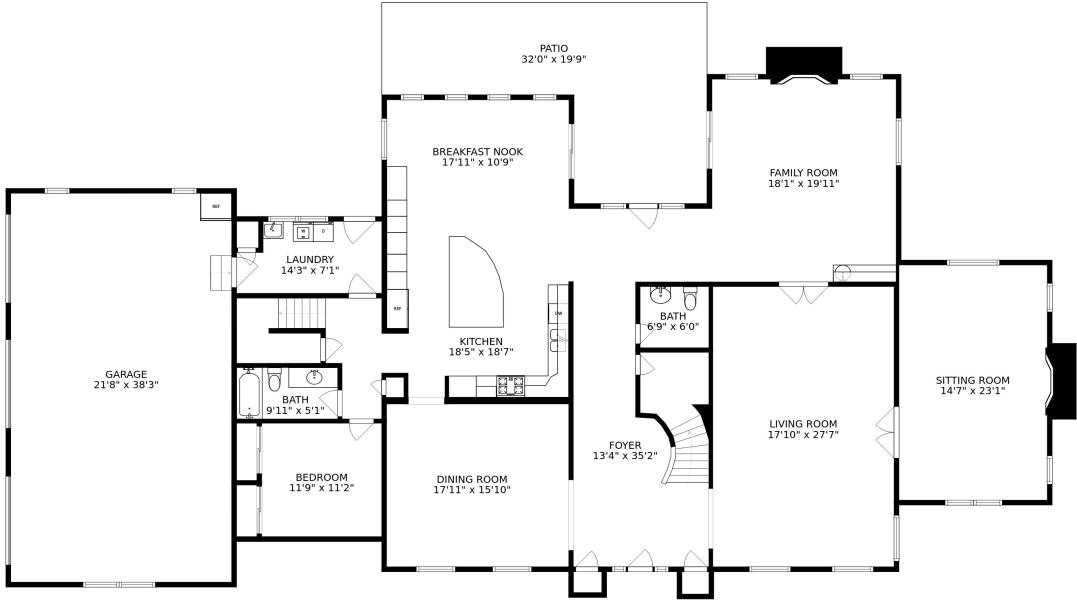 PATIO
32'0" x 19'9"
BREAKFAST NOOK
17'11" x 10'9"
FAMILY ROOM
18'1" x 19'11"
REF
W
D
LAUNDRY
14'3" x 7'1"
REF
DW
BATH
6'9" x 6'0"
KITCHEN
18'5" x 18'7"
GARAGE
21'8" x 38'3"
SITTING ROOM
14'7" x 23'1"
BATH
9'11" x 5'1"
LIVING ROOM
17'10" x 27'7"
FOYER
13'4" x 35'2"
BEDROOM
11'9" x 11'2"
DINING ROOM
17'11" x 15'10"